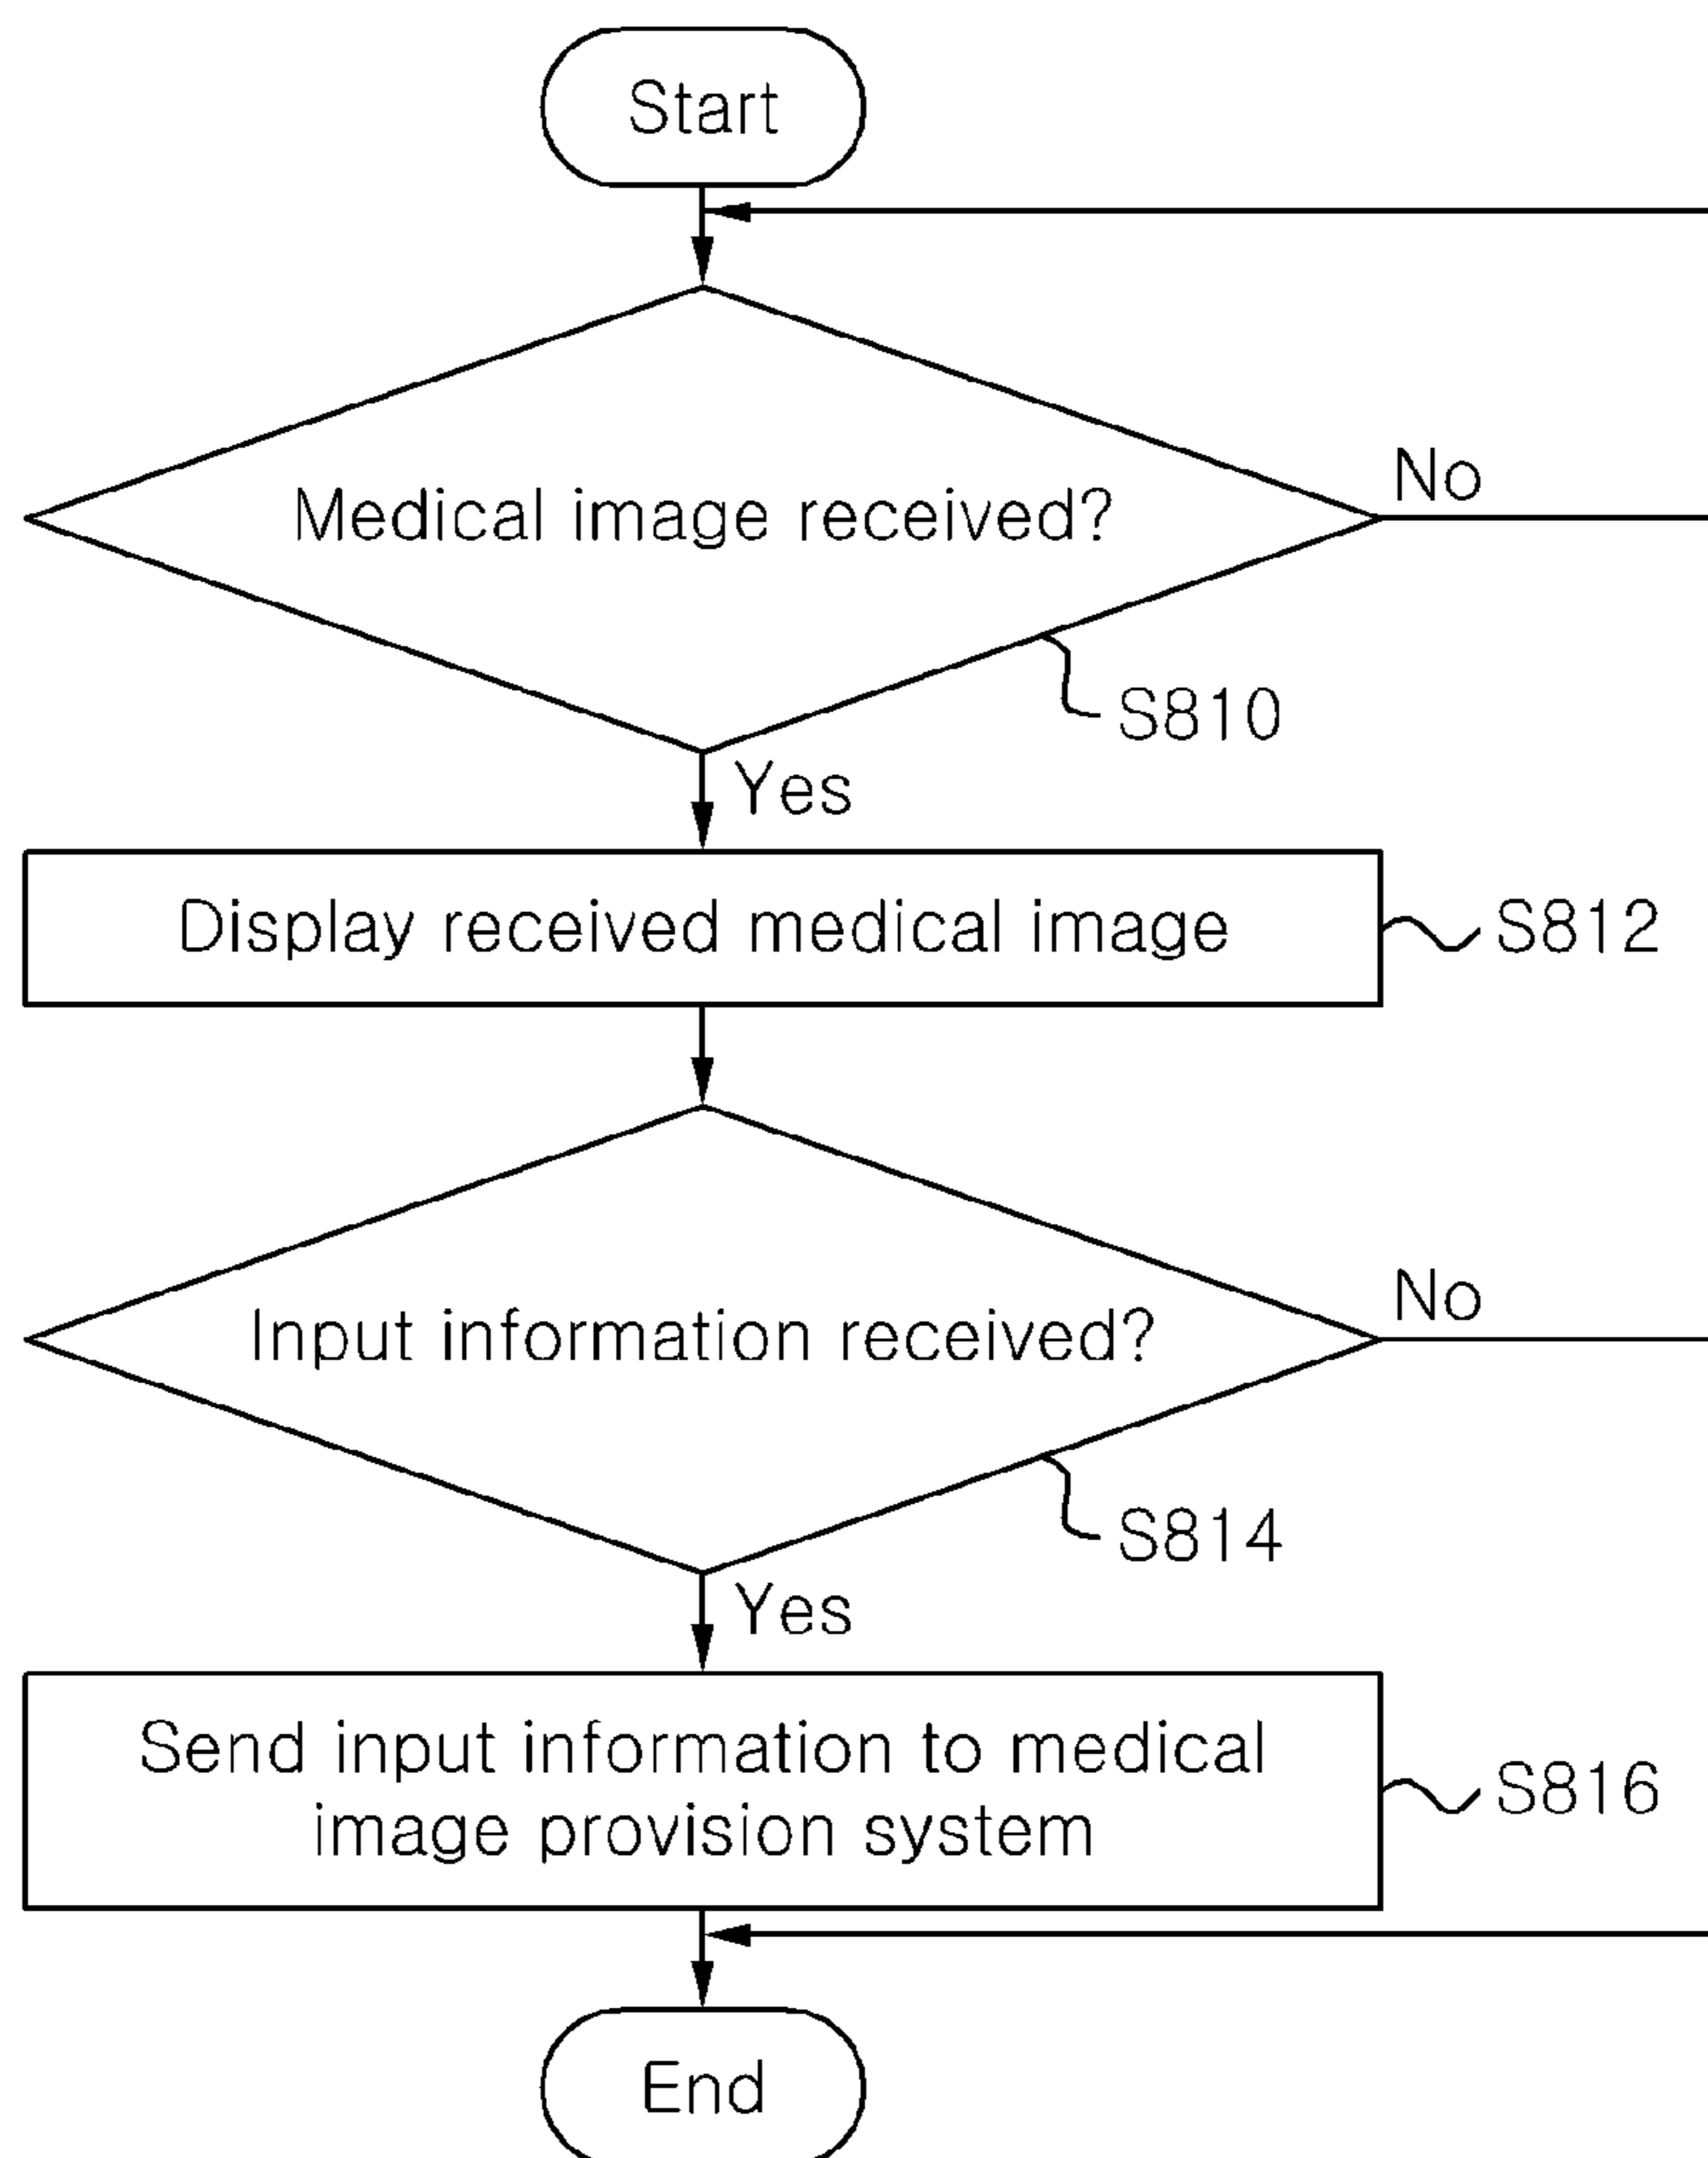 Start
Medical image received?
No
S810
Yes
Display received medical image
S812
Input information received?
No
S814
Yes
Send input information to medical
image provision system
S816
End